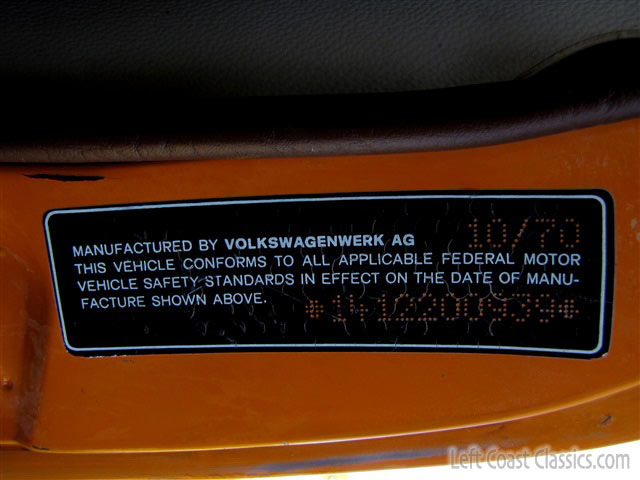 MANUFACTURED BY VOLKSWAGENWERK AG 10/70
THIS VEHICLE CONFORMS TO ALL APPLICABLE FEDERAL MOTOR
VEHICLE SAFETY STANDARDS IN EFFECT ON THE DATE OF MANU-
FACTURE SHOWN ABOVE. *1412200939*
Left Coast Classics.com